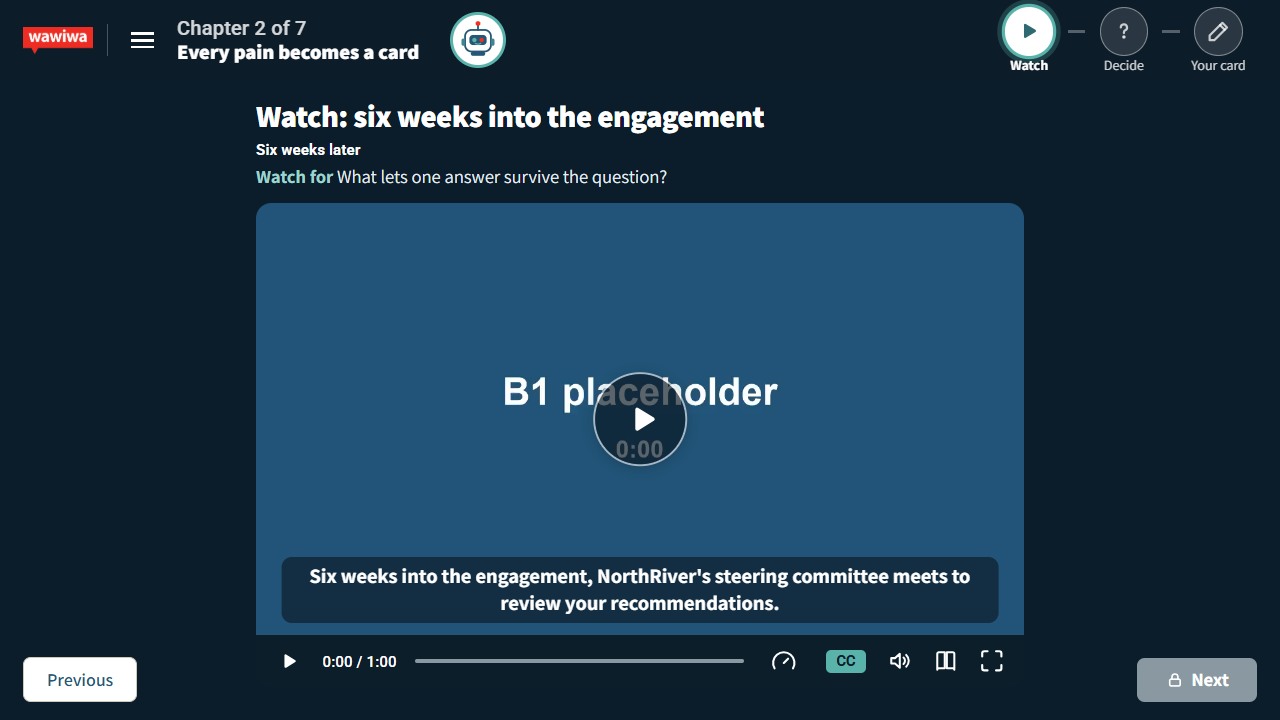 wawiwa
Chapter 2 of 7
Every pain becomes a card
Watch
?
Decide
Your card
Watch: six weeks into the engagement
Six weeks later
Watch for What lets one answer survive the question?
B1 placeholder
0:00
Six weeks into the engagement, NorthRiver's steering committee meets to
review your recommendations.
0:00 / 1:00
CC
Previous
Next